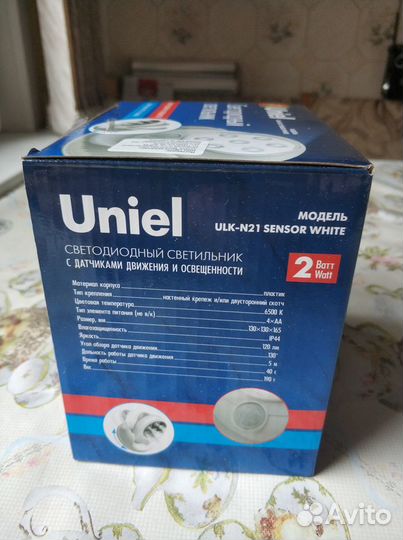 Uniel
МОДЕЛЬ
ULK-N21 SENSOR WHITE
СВЕТОДИОДНЫЙ СВЕТИЛЬНИК
С ДАТЧИКАМИ ДВИЖЕНИЯ И ОСВЕЩЕННОСТИ
2 Ватт
Watt
Материал корпуса пластик
Тип крепления настенный крепеж и/или двусторонний скотч
Цветовая температура 6500 К
Тип элемента питания (не в/к) 4×АА
Размер, мм 130×130×165
Влагозащищенность IP44
Яркость 120 лм
Угол обзора датчика движения 130°
Дальность работы датчика движения 5 м
Время работы 40 с
Вес 190 г
Avito